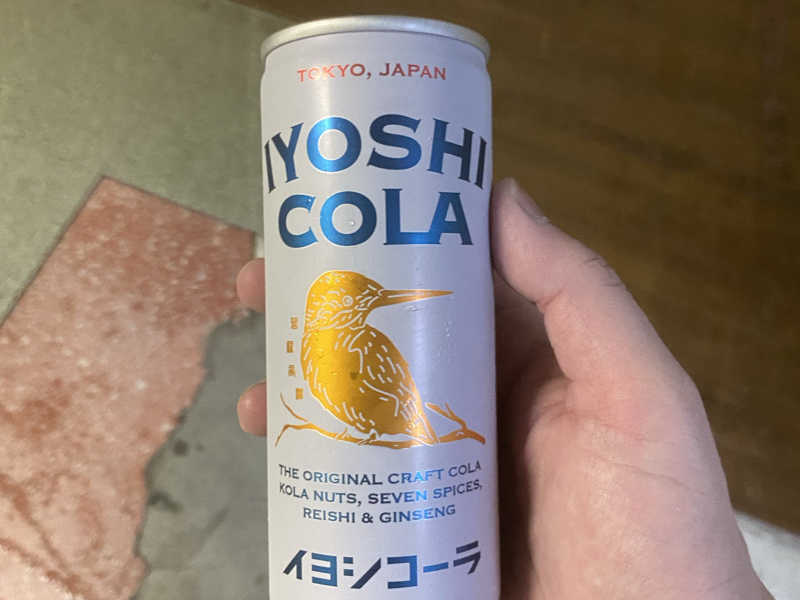 TOKYO, JAPAN
IYOSHI
COLA
THE ORIGINAL CRAFT COLA
KOLA NUTS, SEVEN SPICES,
REISHI & GINSENG
イヨシコーラ